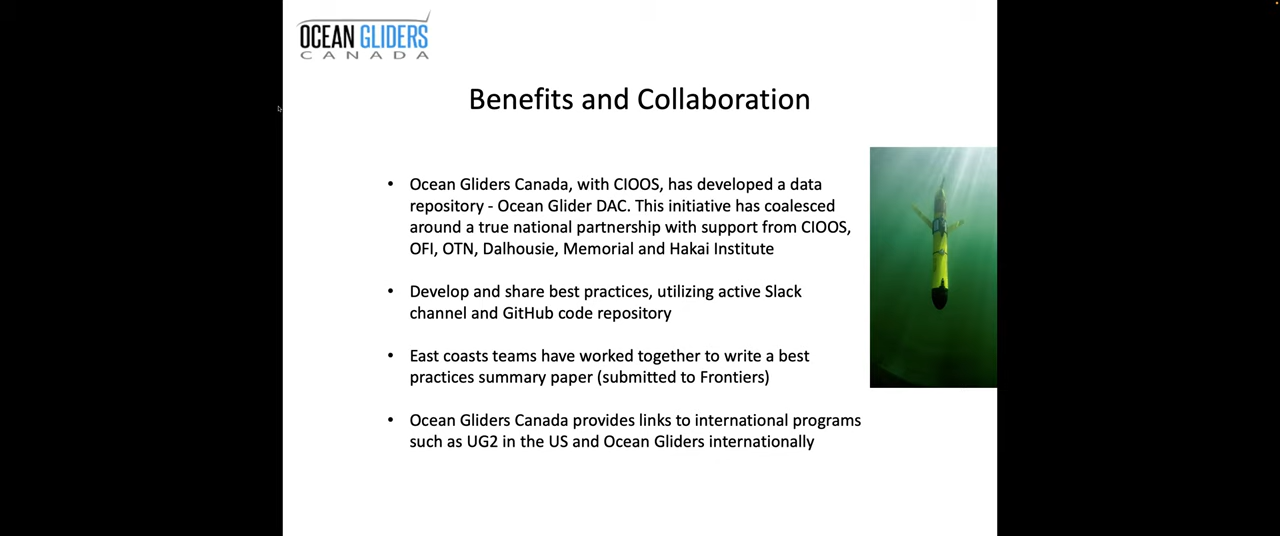 OCEAN GLIDERS
CANADA
Benefits and Collaboration
• Ocean Gliders Canada, with CIOOS, has developed a data
repository - Ocean Glider DAC. This initiative has coalesced
around a true national partnership with support from CIOOS,
OFI, OTN, Dalhousie, Memorial and Hakai Institute
• Develop and share best practices, utilizing active Slack
channel and GitHub code repository
• East coasts teams have worked together to write a best
practices summary paper (submitted to Frontiers)
• Ocean Gliders Canada provides links to international programs
such as UG2 in the US and Ocean Gliders internationally